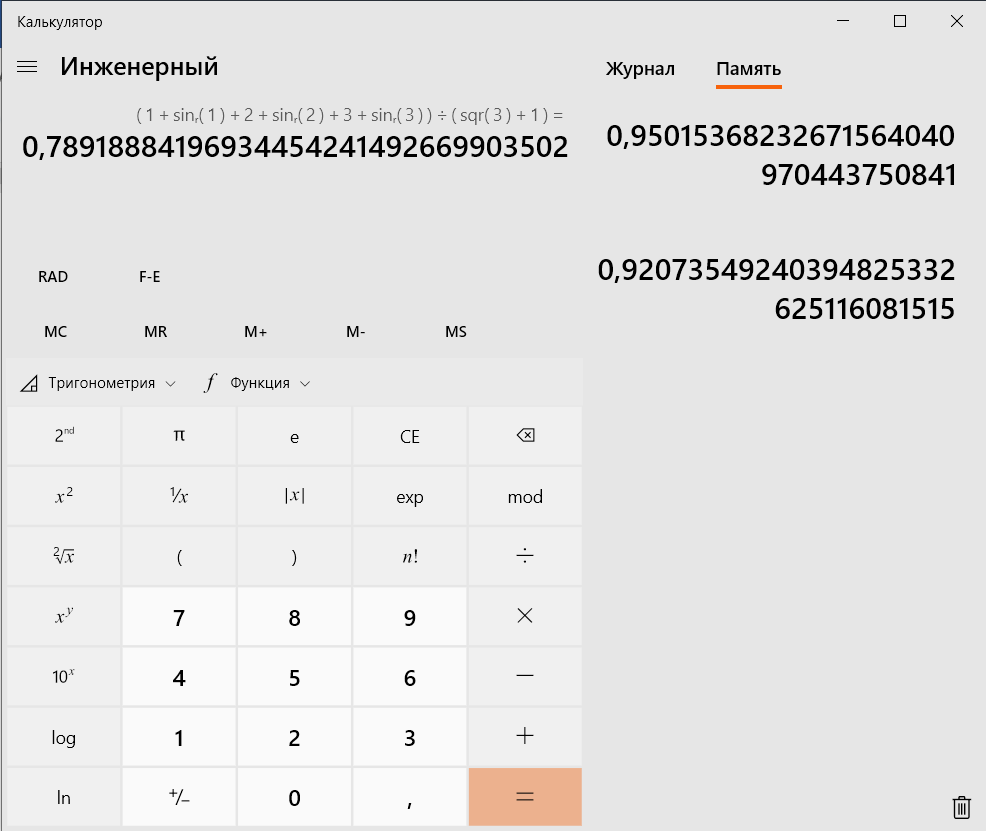 Калькулятор
Инженерный
Журнал Память
( 1 + sinᵣ( 1 ) + 2 + sinᵣ( 2 ) + 3 + sinᵣ( 3 ) ) ÷ ( sqr( 3 ) + 1 ) =
0,78918884196934454241492669903502
0,95015368232671564040
970443750841
0,92073549240394825332
625116081515
RAD F-E
MC MR M+ M- MS
Тригонометрия f Функция
2ⁿᵈ π e CE
x² ¹/x |x| exp mod
²√x ( ) n! ÷
xʸ 7 8 9 ×
10ˣ 4 5 6 −
log 1 2 3 +
ln +/− 0 , =